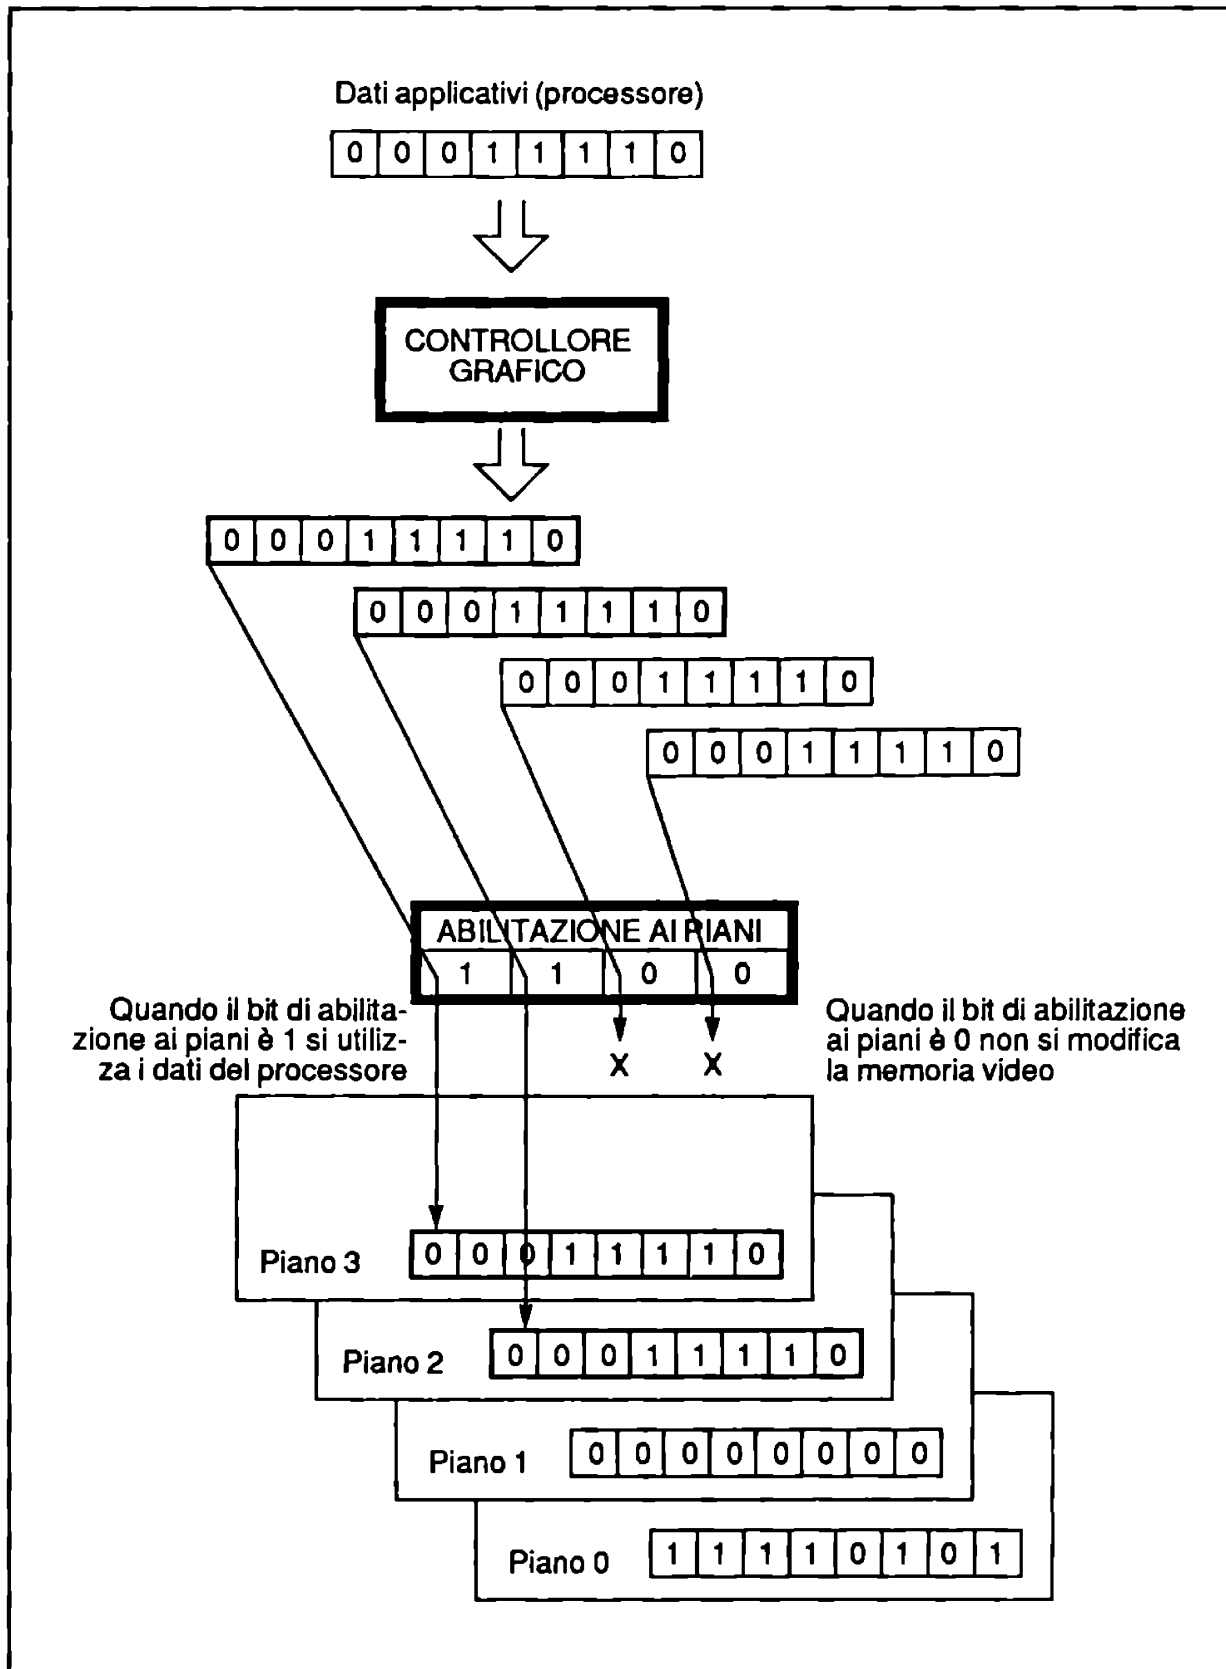 Dati applicativi (processore)
0 0 0 1 1 1 1 0
CONTROLLORE
GRAFICO
0 0 0 1 1 1 1 0
0 0 0 1 1 1 1 0
0 0 0 1 1 1 1 0
0 0 0 1 1 1 1 0
ABILITAZIONE AI PIANI
1 1 0 0
Quando il bit di abilita-
zione ai piani è 1 si utiliz-
za i dati del processore
X X
Quando il bit di abilitazione
ai piani è 0 non si modifica
la memoria video
Piano 3 0 0 0 1 1 1 1 0
Piano 2 0 0 0 1 1 1 1 0
Piano 1 0 0 0 0 0 0 0 0
Piano 0 1 1 1 1 0 1 0 1